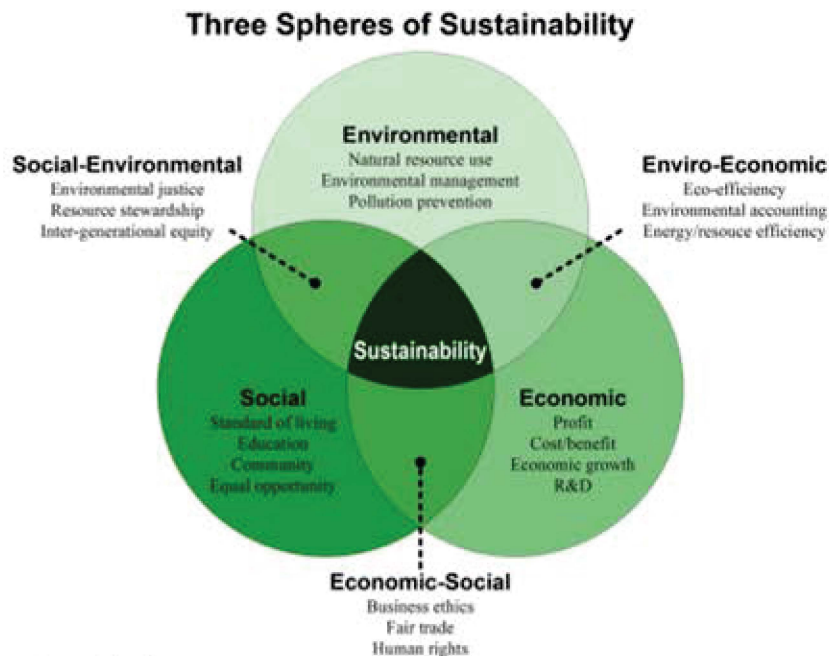 Three Spheres of Sustainability
Environmental
Natural resource use
Environmental management
Pollution prevention
Social-Environmental
Environmental justice
Resource stewardship
Inter-generational equity
Enviro-Economic
Eco-efficiency
Environmental accounting
Energy/resouce efficiency
Sustainability
Social
Standard of living
Education
Community
Equal opportunity
Economic
Profit
Cost/benefit
Economic growth
R&D
Economic-Social
Business ethics
Fair trade
Human rights